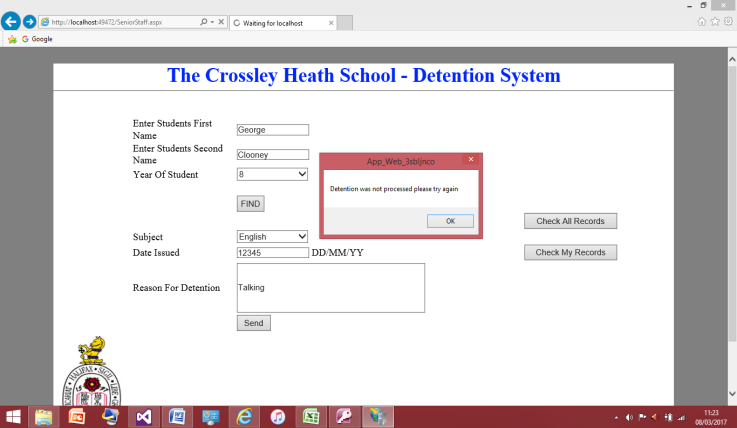 http://localhost:49472/SeniorStaff.aspx
Waiting for localhost
Google
The Crossley Heath School - Detention System
Enter Students First
Name
George
Enter Students Second
Name
Clooney
Year Of Student
8
FIND
App_Web_3sbljnco
Detention was not processed please try again
OK
Check All Records
Subject
English
Date Issued
12345
DD/MM/YY
Check My Records
Reason For Detention
Talking
Send
11:23
08/03/2017